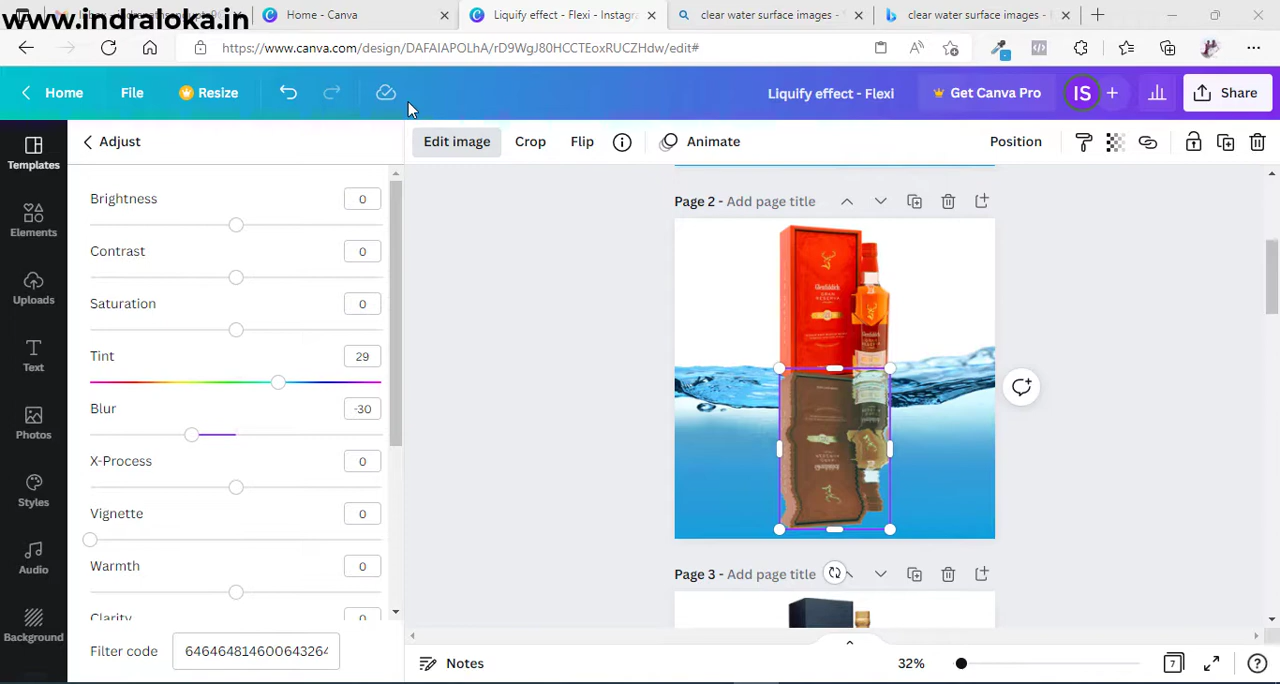 www.indraloka.in
Home - Canva
Liquify effect - Flexi - Instagra
clear water surface images -
clear water surface images -
https://www.canva.com/design/DAFAIAPOLhA/rD9WgJ80HCCTEoxRUCZHdw/edit#
Home File Resize
Liquify effect - Flexi
Get Canva Pro
IS
Share
Templates
Elements
Uploads
Text
Photos
Styles
Audio
Background
Adjust
Edit image Crop Flip Animate Position
Brightness 0
Contrast 0
Saturation 0
Tint 29
Blur -30
X-Process 0
Vignette 0
Warmth 0
Clarity 0
Filter code 646464814600643264
Page 2 - Add page title
Glenfiddich
Page 3 - Add page title
Notes
32%
7